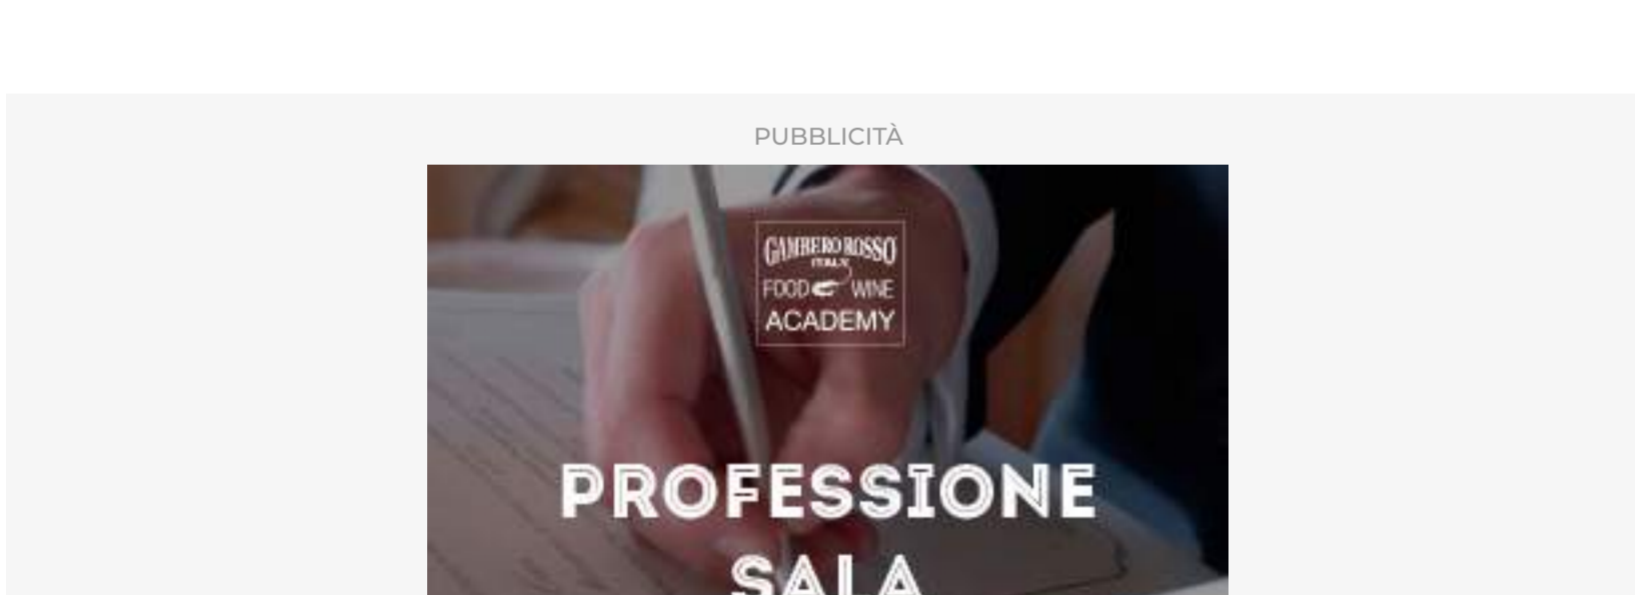 PUBBLICITÀ
GAMBERO ROSSO
ITALY
FOOD WINE
ACADEMY
PROFESSIONE
SALA